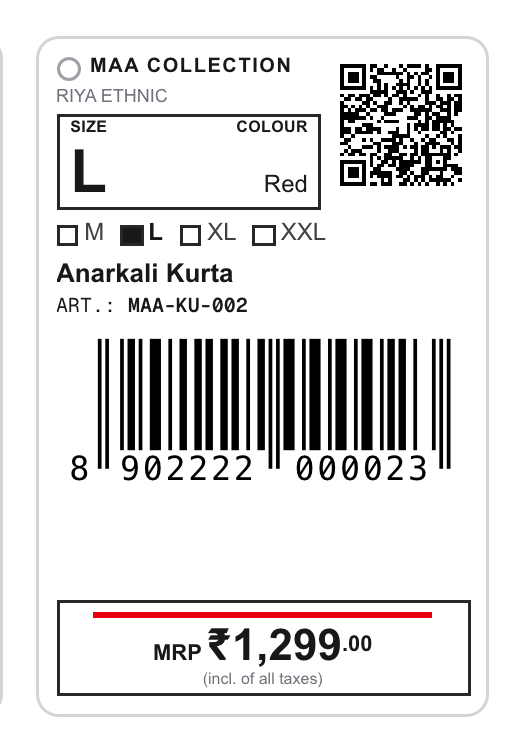 MAA COLLECTION
RIYA ETHNIC
SIZE COLOUR
L Red
M L XL XXL
Anarkali Kurta
ART.: MAA-KU-002
8 902222 000023
MRP ₹1,299.00
(incl. of all taxes)